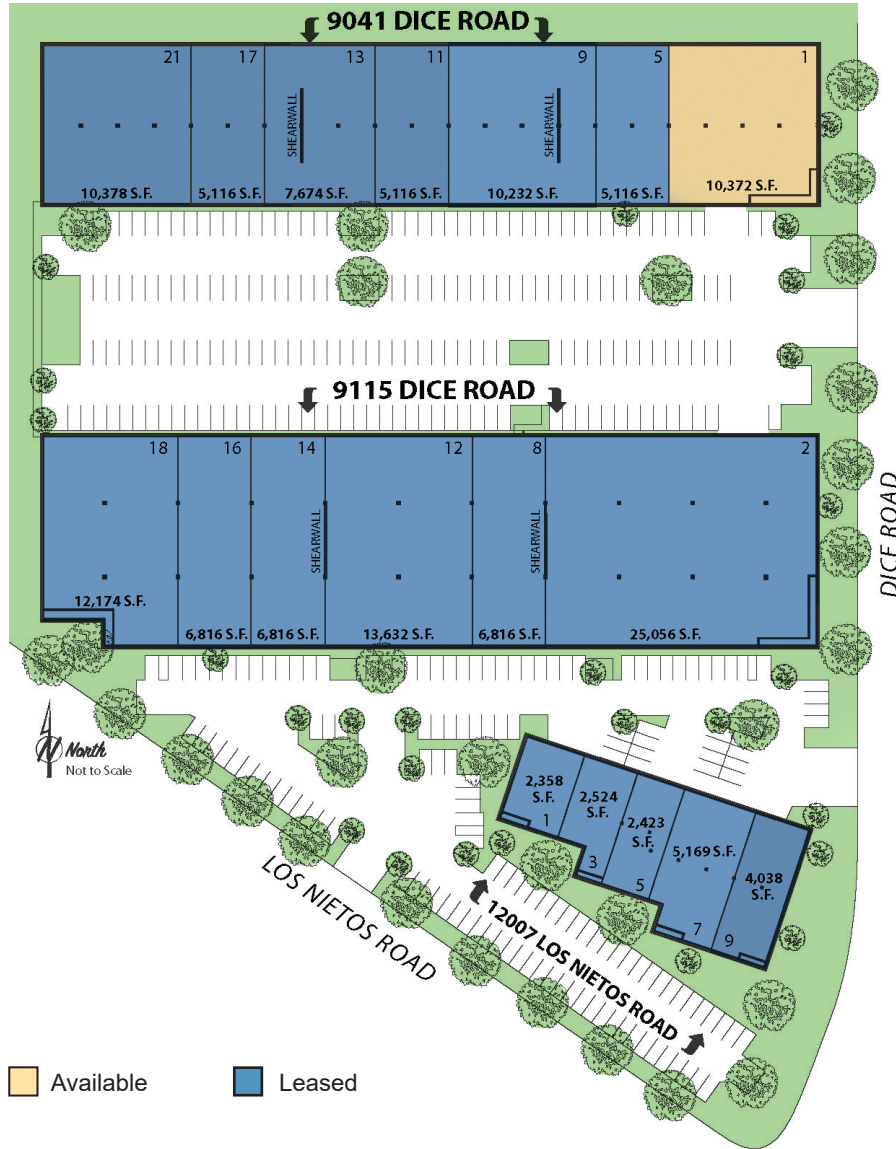 9041 DICE ROAD
21
17
13
11
9
5
1
SHEARWALL
SHEARWALL
10,378 S.F.
5,116 S.F.
7,674 S.F.
5,116 S.F.
10,232 S.F.
5,116 S.F.
10,372 S.F.
9115 DICE ROAD
18
16
14
12
8
2
SHEARWALL
SHEARWALL
DICE ROAD
12,174 S.F.
6,816 S.F.
6,816 S.F.
13,632 S.F.
6,816 S.F.
25,056 S.F.
N North
Not to Scale
2,358
S.F.
2,524
S.F.
2,423
S.F.
5,169 S.F.
4,038
S.F.
1
3
5
7
9
LOS NIETOS ROAD
12007 LOS NIETOS ROAD
Available
Leased